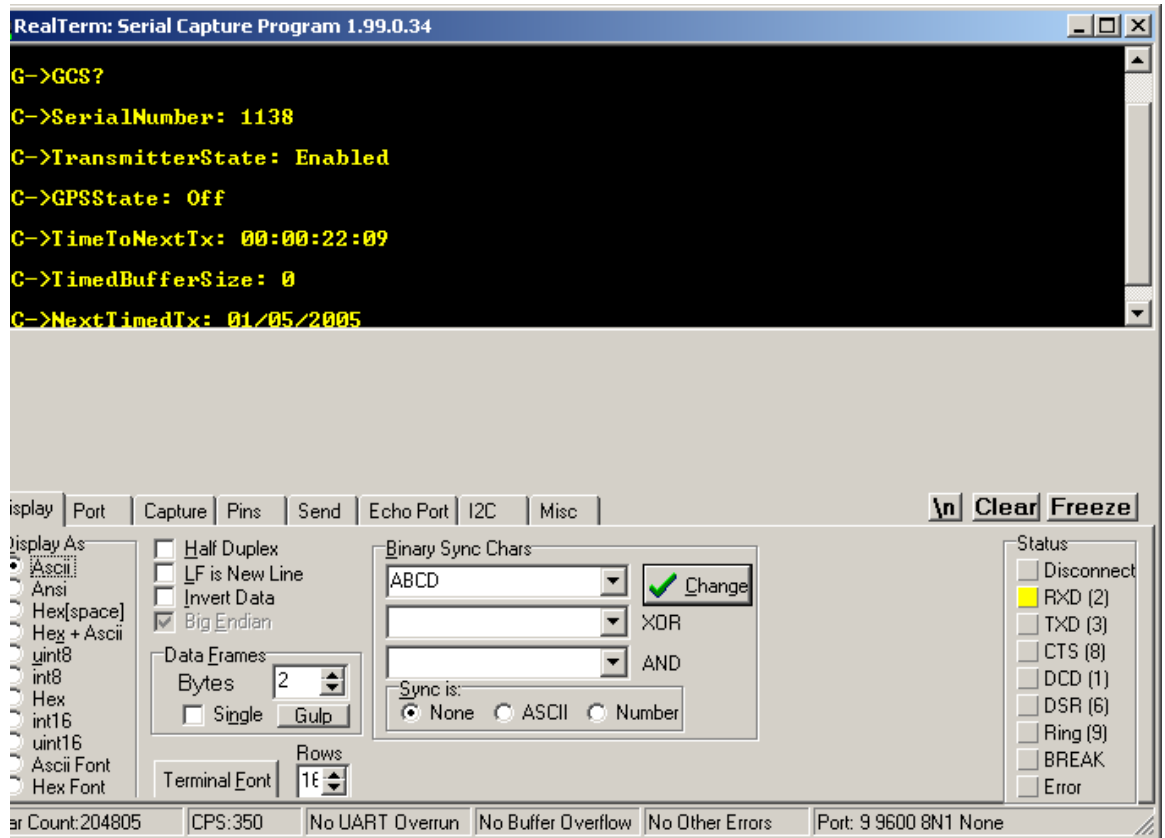 RealTerm: Serial Capture Program 1.99.0.34
G->GCS?
C->SerialNumber: 1138
C->TransmitterState: Enabled
C->GPSState: Off
C->TimeToNextTx: 00:00:22:09
C->TimedBufferSize: 0
C->NextTimedTx: 01/05/2005
isplay Port Capture Pins Send Echo Port I2C Misc \n Clear Freeze
Display As
Ascii
Ansi
Hex[space]
Hex + Ascii
uint8
int8
Hex
int16
uint16
Ascii Font
Hex Font
Half Duplex
LF is New Line
Invert Data
Big Endian
Data Frames
Bytes 2
Single Gulp
Terminal Font
Rows
16
Binary Sync Chars
ABCD
Change
XOR
AND
Sync is:
None ASCII Number
Status
Disconnect
RXD (2)
TXD (3)
CTS (8)
DCD (1)
DSR (6)
Ring (9)
BREAK
Error
ar Count:204805 CPS:350 No UART Overrun No Buffer Overflow No Other Errors Port: 9 9600 8N1 None